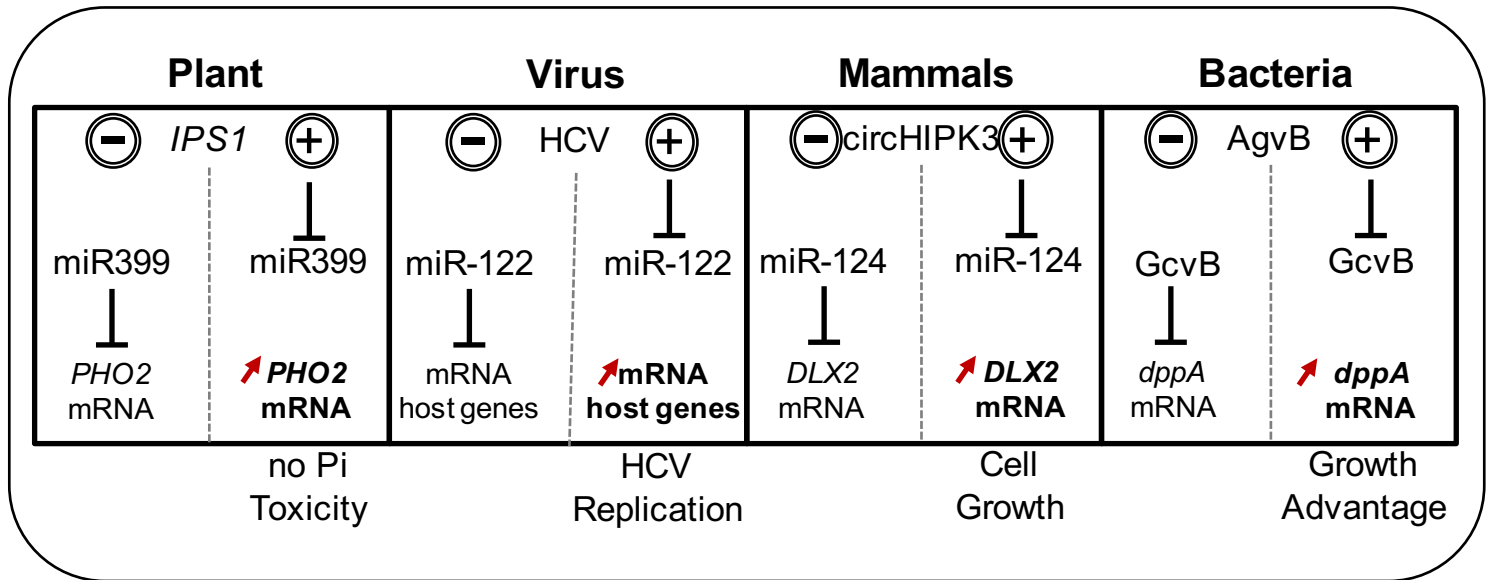 Plant
Virus
Mammals
Bacteria
− IPS1 +
− HCV +
− circHIPK3 +
− AgvB +
miR399
miR399
miR-122
miR-122
miR-124
miR-124
GcvB
GcvB
PHO2
mRNA
PHO2
mRNA
mRNA
host genes
mRNA
host genes
DLX2
mRNA
DLX2
mRNA
dppA
mRNA
dppA
mRNA
no Pi
Toxicity
HCV
Replication
Cell
Growth
Growth
Advantage